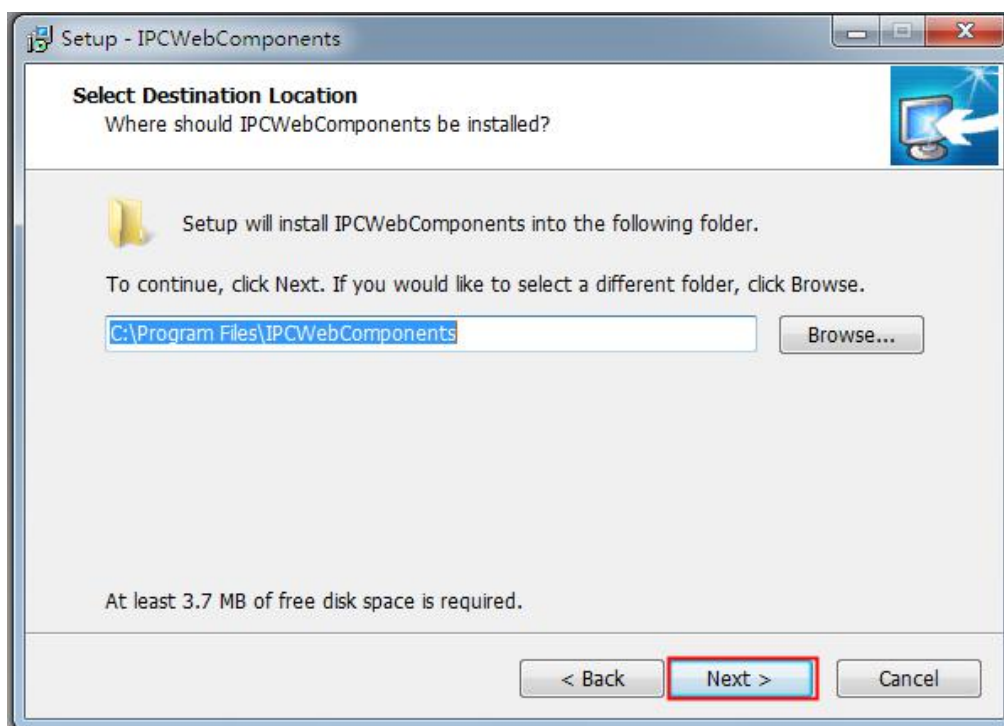 Setup - IPCWebComponents
Select Destination Location
Where should IPCWebComponents be installed?
Setup will install IPCWebComponents into the following folder.
To continue, click Next. If you would like to select a different folder, click Browse.
C:\Program Files\IPCWebComponents
Browse...
At least 3.7 MB of free disk space is required.
< Back
Next >
Cancel